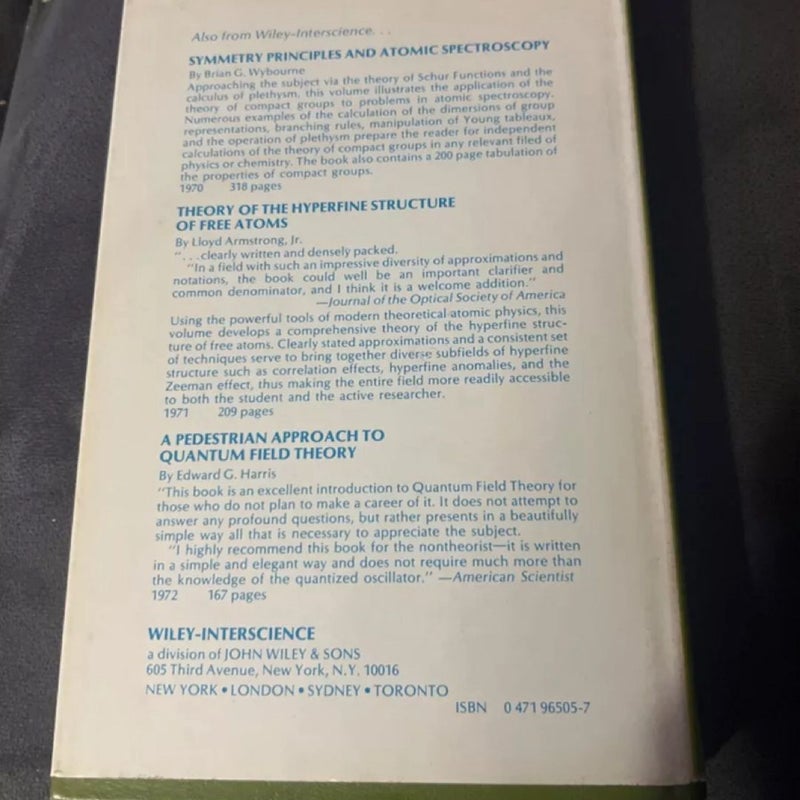 Also from Wiley-Interscience. . .
SYMMETRY PRINCIPLES AND ATOMIC SPECTROSCOPY
By Brian G. Wybourne
Approaching the subject via the theory of Schur Functions and the
calculus of plethysm, this volume illustrates the application of the
theory of compact groups to problems in atomic spectroscopy.
Numerous examples of the calculation of the dimensions of group
representations, branching rules, manipulation of Young tableaux,
and the operation of plethysm prepare the reader for independent
calculations of the theory of compact groups in any relevant filed of
physics or chemistry. The book also contains a 200 page tabulation of
the properties of compact groups.
1970 318 pages
THEORY OF THE HYPERFINE STRUCTURE
OF FREE ATOMS
By Lloyd Armstrong, Jr.
". . .clearly written and densely packed.
"In a field with such an impressive diversity of approximations and
notations, the book could well be an important clarifier and
common denominator, and I think it is a welcome addition."
—Journal of the Optical Society of America
Using the powerful tools of modern theoretical atomic physics, this
volume develops a comprehensive theory of the hyperfine struc-
ture of free atoms. Clearly stated approximations and a consistent set
of techniques serve to bring together diverse subfields of hyperfine
structure such as correlation effects, hyperfine anomalies, and the
Zeeman effect, thus making the entire field more readily accessible
to both the student and the active researcher.
1971 209 pages
A PEDESTRIAN APPROACH TO
QUANTUM FIELD THEORY
By Edward G. Harris
"This book is an excellent introduction to Quantum Field Theory for
those who do not plan to make a career of it. It does not attempt to
answer any profound questions, but rather presents in a beautifully
simple way all that is necessary to appreciate the subject.
"I highly recommend this book for the nontheorist—it is written
in a simple and elegant way and does not require much more than
the knowledge of the quantized oscillator." —American Scientist
1972 167 pages
WILEY-INTERSCIENCE
a division of JOHN WILEY & SONS
605 Third Avenue, New York, N.Y. 10016
NEW YORK • LONDON • SYDNEY • TORONTO
ISBN 0 471 96505-7